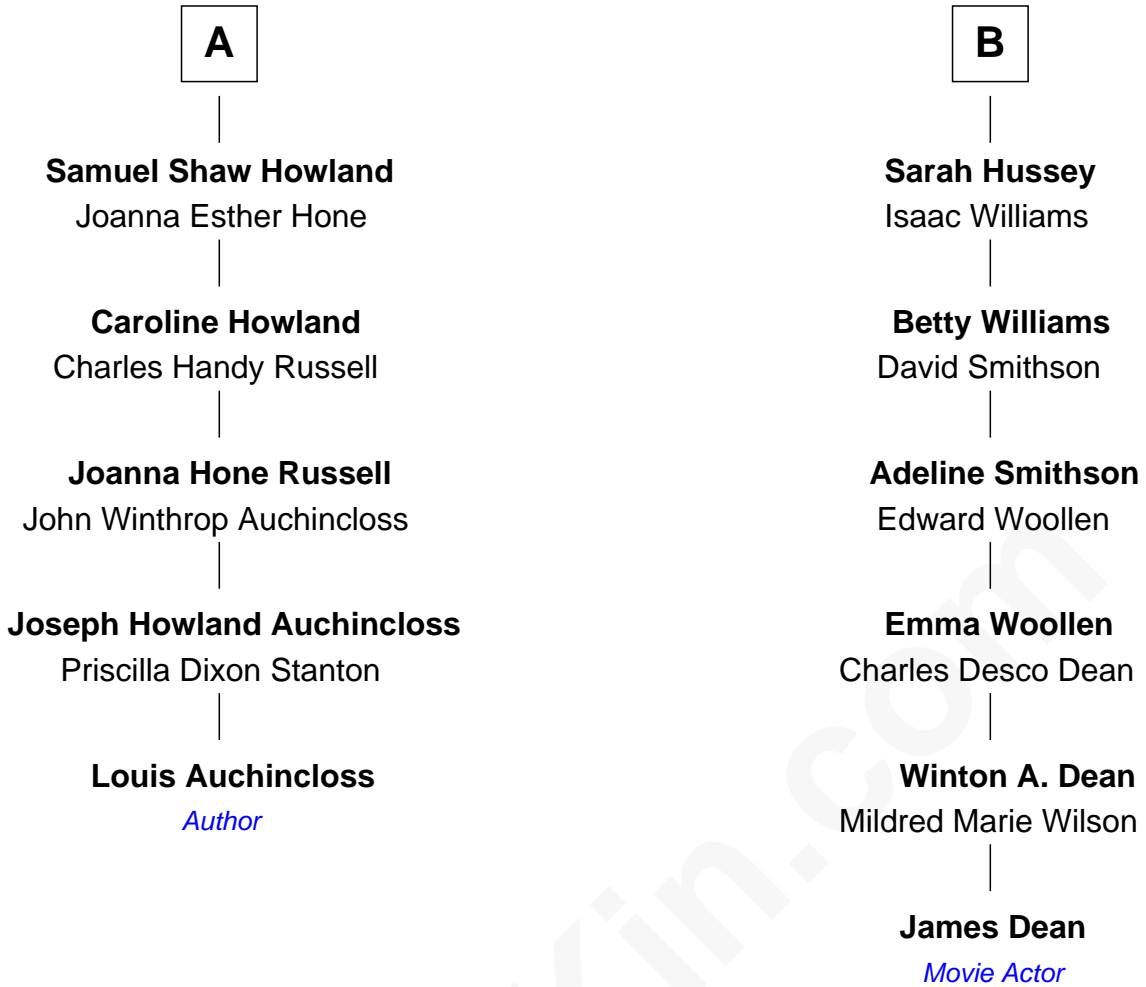 A
Samuel Shaw Howland
Joanna Esther Hone
Caroline Howland
Charles Handy Russell
Joanna Hone Russell
John Winthrop Auchincloss
Joseph Howland Auchincloss
Priscilla Dixon Stanton
Louis Auchincloss
Author
B
Sarah Hussey
Isaac Williams
Betty Williams
David Smithson
Adeline Smithson
Edward Woollen
Emma Woollen
Charles Desco Dean
Winton A. Dean
Mildred Marie Wilson
James Dean
Movie Actor
Kin.com